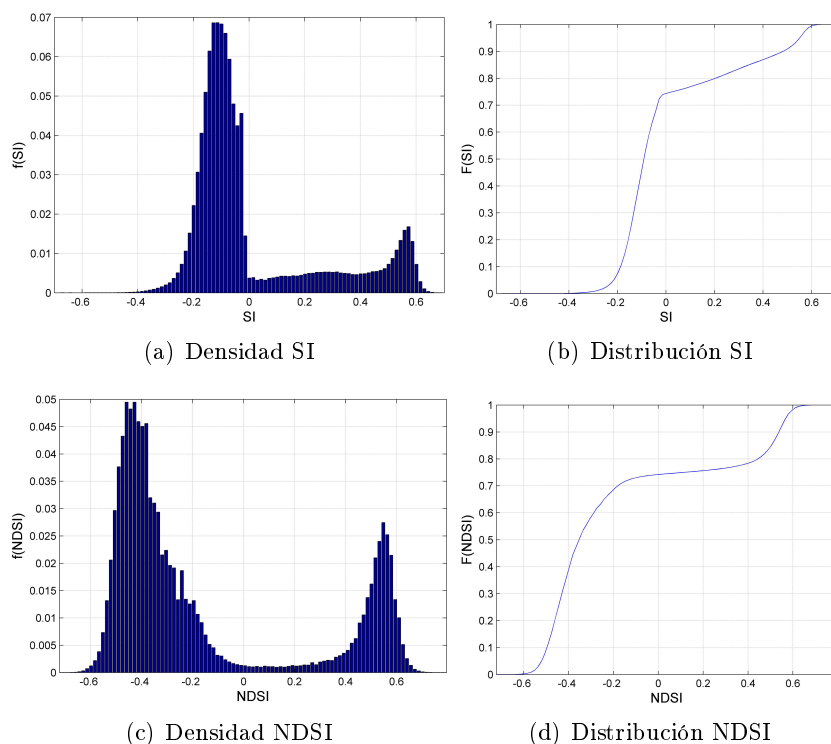 0.07
0.06
0.05
0.04
0.03
0.02
0.01
0
f(SI)
-0.6 -0.4 -0.2 0 0.2 0.4 0.6
SI
(a) Densidad SI
1
0.9
0.8
0.7
0.6
0.5
0.4
0.3
0.2
0.1
0
F(SI)
-0.6 -0.4 -0.2 0 0.2 0.4 0.6
SI
(b) Distribución SI
0.05
0.045
0.04
0.035
0.03
0.025
0.02
0.015
0.01
0.005
0
f(NDSI)
-0.6 -0.4 -0.2 0 0.2 0.4 0.6
NDSI
(c) Densidad NDSI
1
0.9
0.8
0.7
0.6
0.5
0.4
0.3
0.2
0.1
0
F(NDSI)
-0.6 -0.4 -0.2 0 0.2 0.4 0.6
NDSI
(d) Distribución NDSI